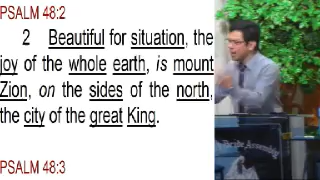 PSALM 48:2
2 Beautiful for situation, the
joy of the whole earth, is mount
Zion, on the sides of the north,
the city of the great King.
PSALM 48:3